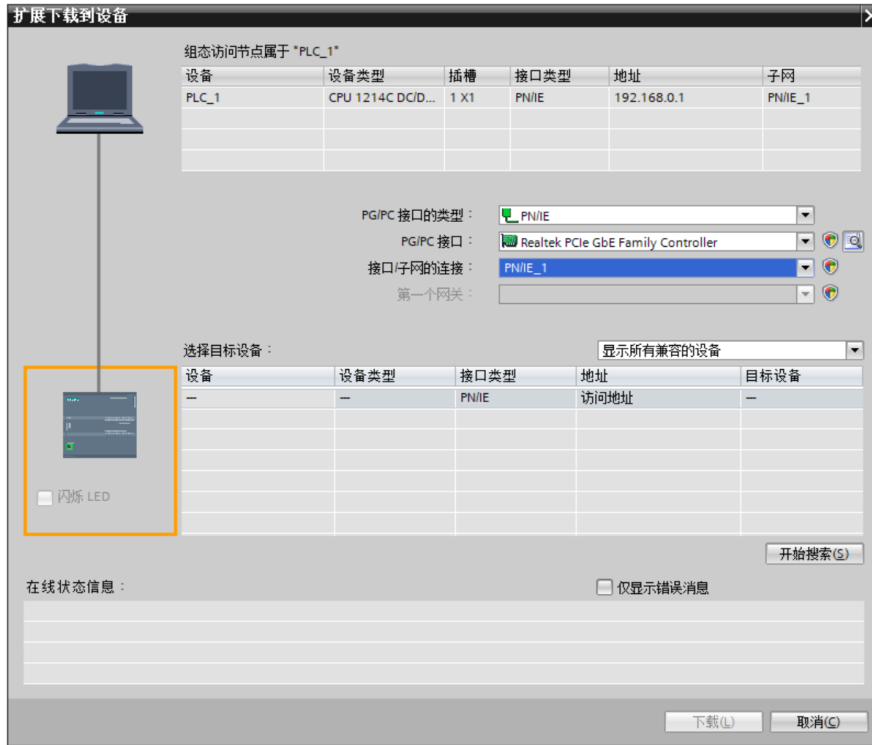 扩展下载到设备
组态访问节点属于 "PLC_1"
设备 设备类型 插槽 接口类型 地址 子网
PLC_1 CPU 1214C DC/D... 1 X1 PN/IE 192.168.0.1 PN/IE_1
PG/PC 接口的类型： PN/IE
PG/PC 接口： Realtek PCIe GbE Family Controller
接口/子网的连接： PN/IE_1
第一个网关：
选择目标设备： 显示所有兼容的设备
设备 设备类型 接口类型 地址 目标设备
— — PN/IE 访问地址 —
闪烁 LED
开始搜索(S)
在线状态信息： 仅显示错误消息
下载(L) 取消(C)